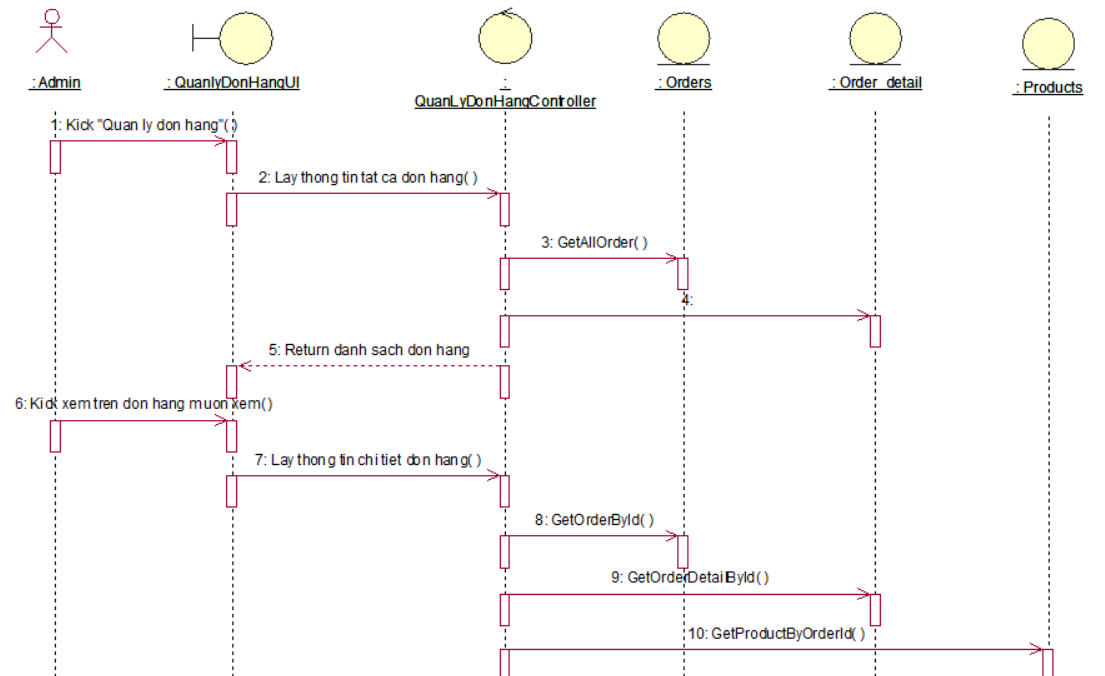 : Admin
: QuanlyDonHangUI
:
QuanLyDonHangController
: Orders
: Order_detail
: Products
1: Kick "Quan ly don hang"( )
2: Lay thong tin tat ca don hang( )
3: GetAllOrder( )
4:
5: Return danh sach don hang
6: Kick xem tren don hang muon xem()
7: Lay thong tin chi tiet don hang( )
8: GetOrderById( )
9: GetOrderDetailById( )
10: GetProductByOrderId( )